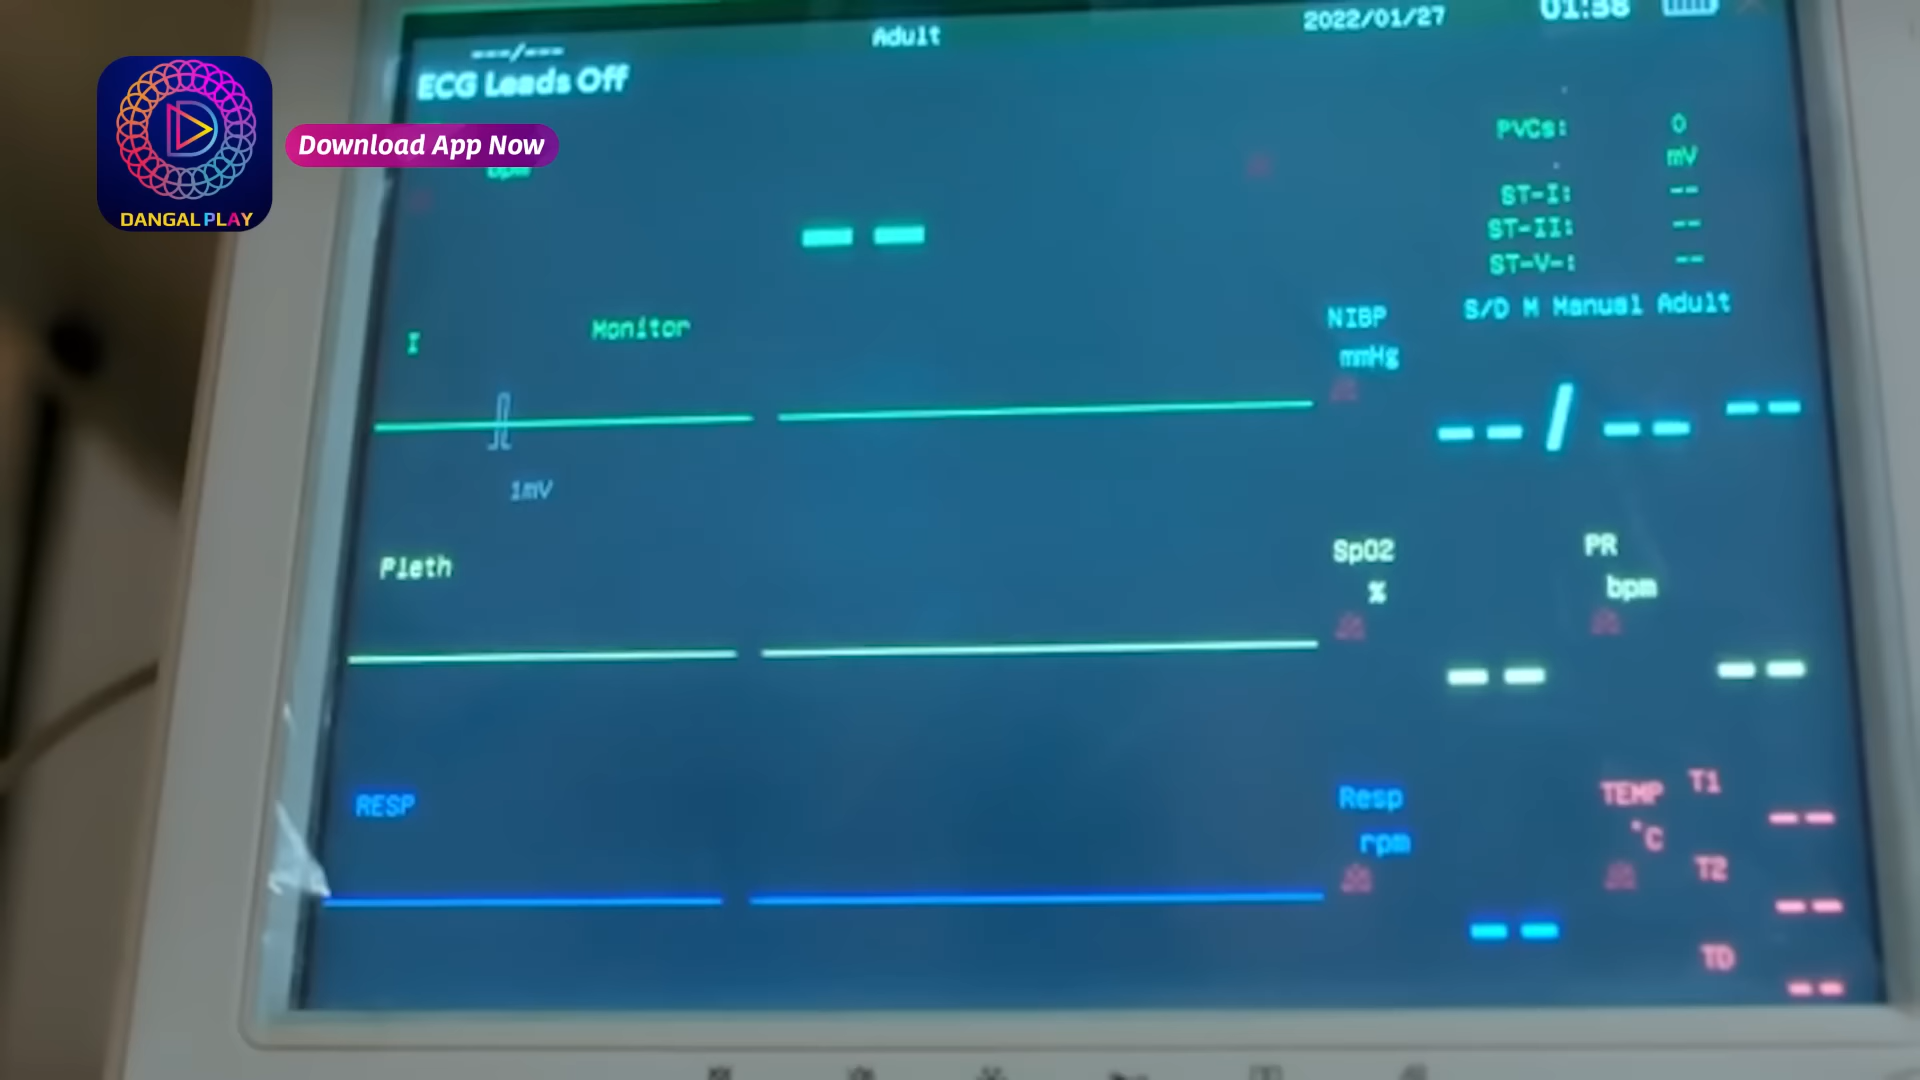 ---/---
Adult
2022/01/27
01:58
ECG Leads Off
DANGAL PLAY
Download App Now
bpm
-- 
PVCs: 0
mV
ST-I: --
ST-II: --
ST-V-: --
I
Monitor
1mV
NIBP
mmHg
S/D M Manual Adult
-- / -- --
Pleth
SpO2
%
--
PR
bpm
--
RESP
Resp
rpm
--
TEMP
°C
T1 --
T2 --
TD --